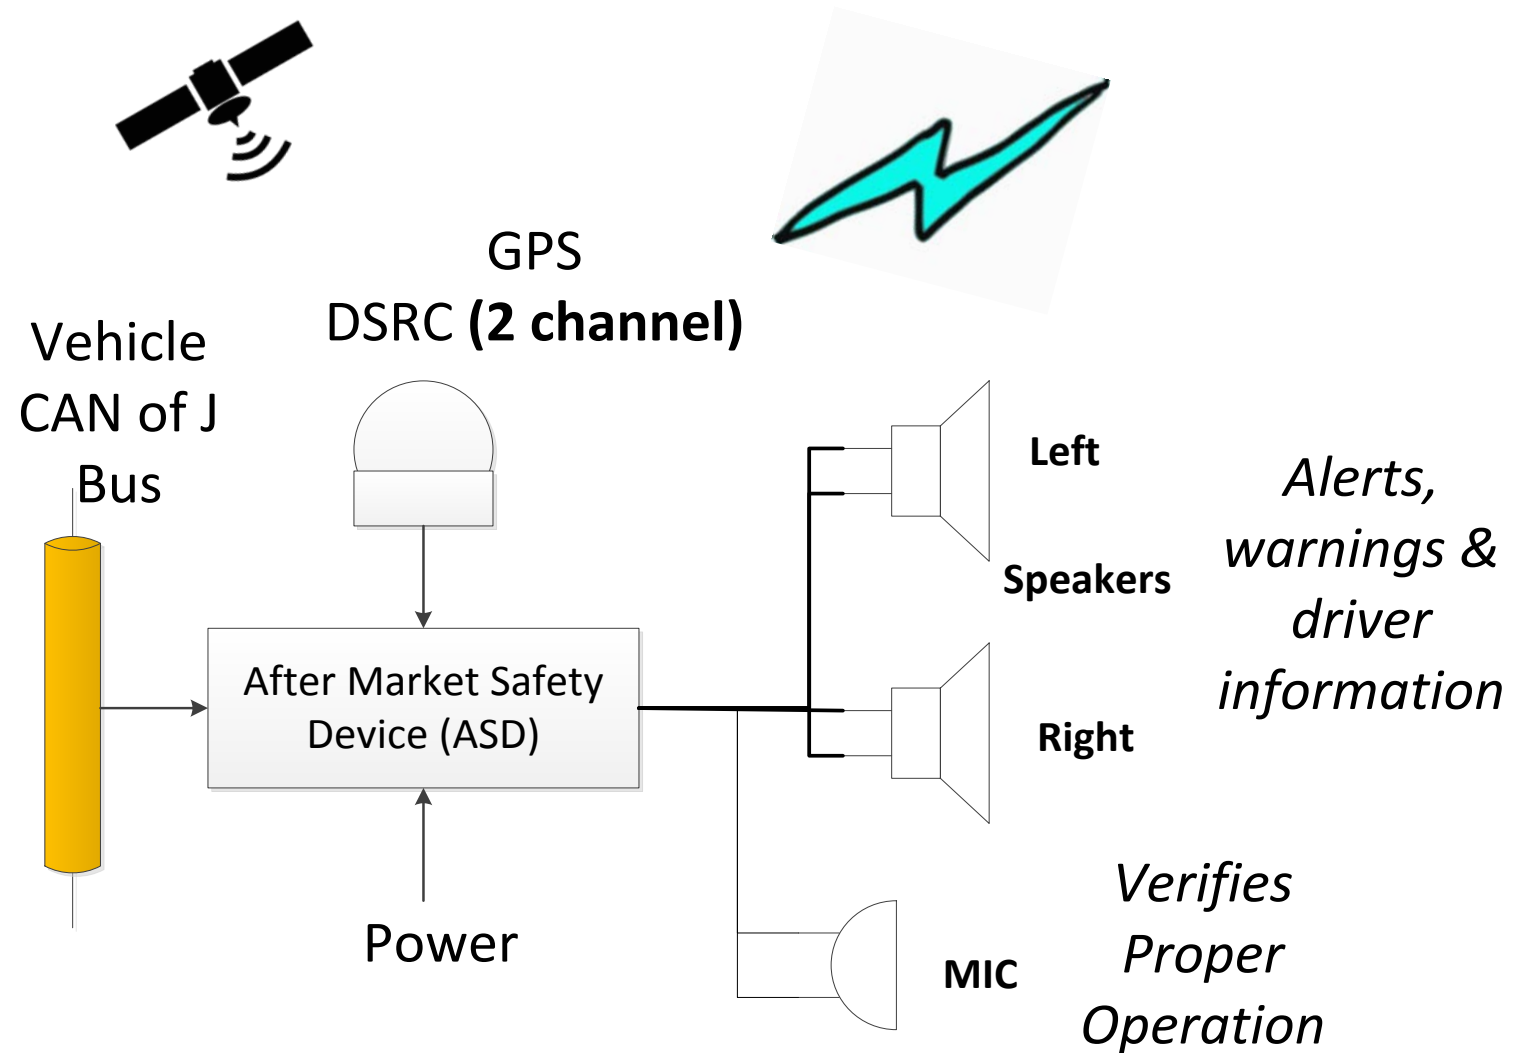 GPS
DSRC (2 channel)
Vehicle
CAN of J
Bus
Left
Speakers
Right
Alerts,
warnings &
driver
information
After Market Safety
Device (ASD)
Power
MIC
Verifies
Proper
Operation